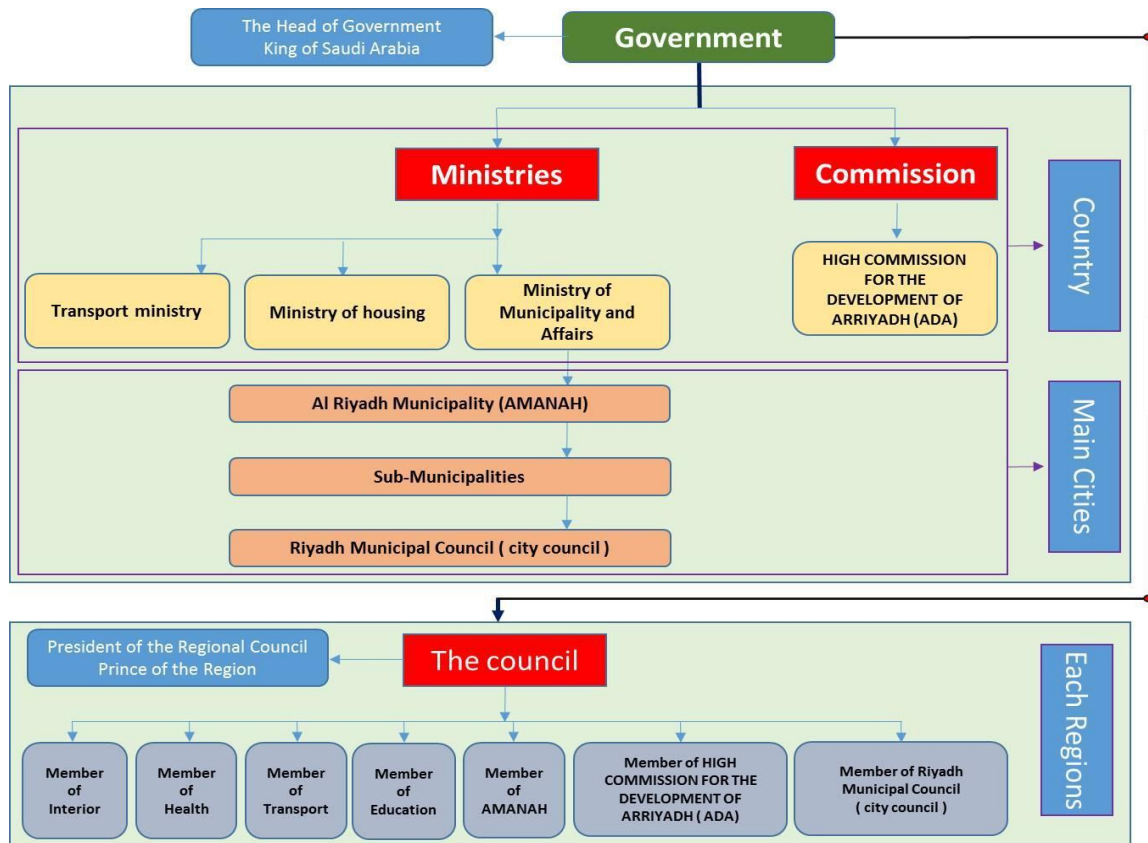 The Head of Government
King of Saudi Arabia
Government
Ministries
Commission
Country
Transport ministry
Ministry of housing
Ministry of
Municipality and
Affairs
HIGH COMMISSION
FOR THE
DEVELOPMENT OF
ARRIYADH (ADA)
Al Riyadh Municipality (AMANAH)
Sub-Municipalities
Riyadh Municipal Council ( city council )
Main Cities
President of the Regional Council
Prince of the Region
The council
Each Regions
Member
of
Interior
Member
of
Health
Member
of
Transport
Member
of
Education
Member
of
AMANAH
Member of HIGH
COMMISSION FOR THE
DEVELOPMENT OF
ARRIYADH ( ADA)
Member of Riyadh
Municipal Council
( city council )